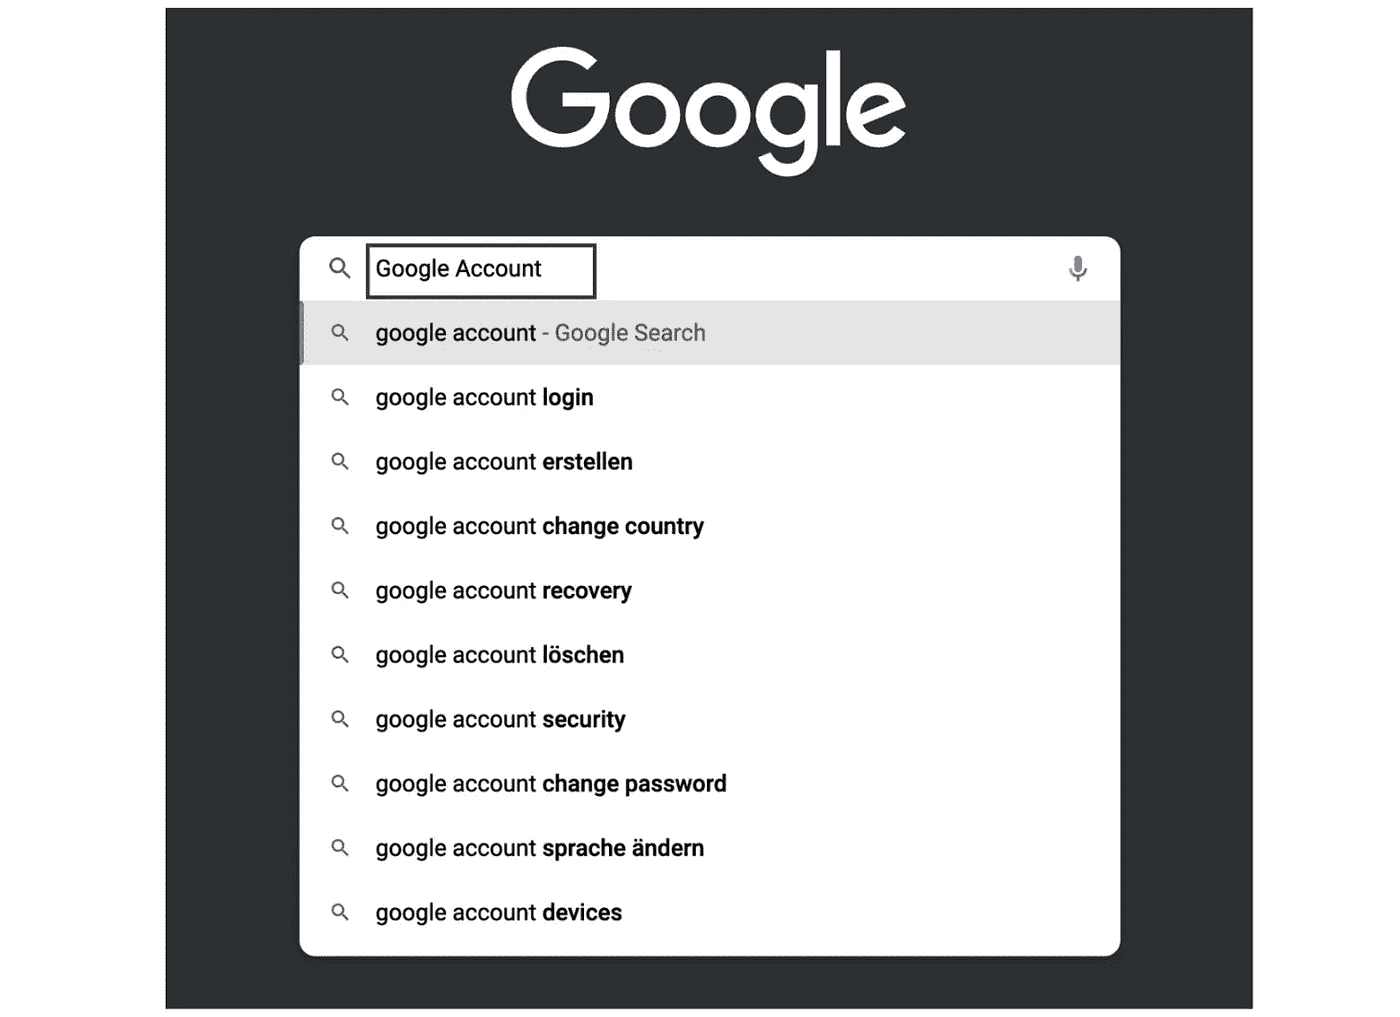 Google
Google Account
google account - Google Search
google account login
google account erstellen
google account change country
google account recovery
google account löschen
google account security
google account change password
google account sprache ändern
google account devices